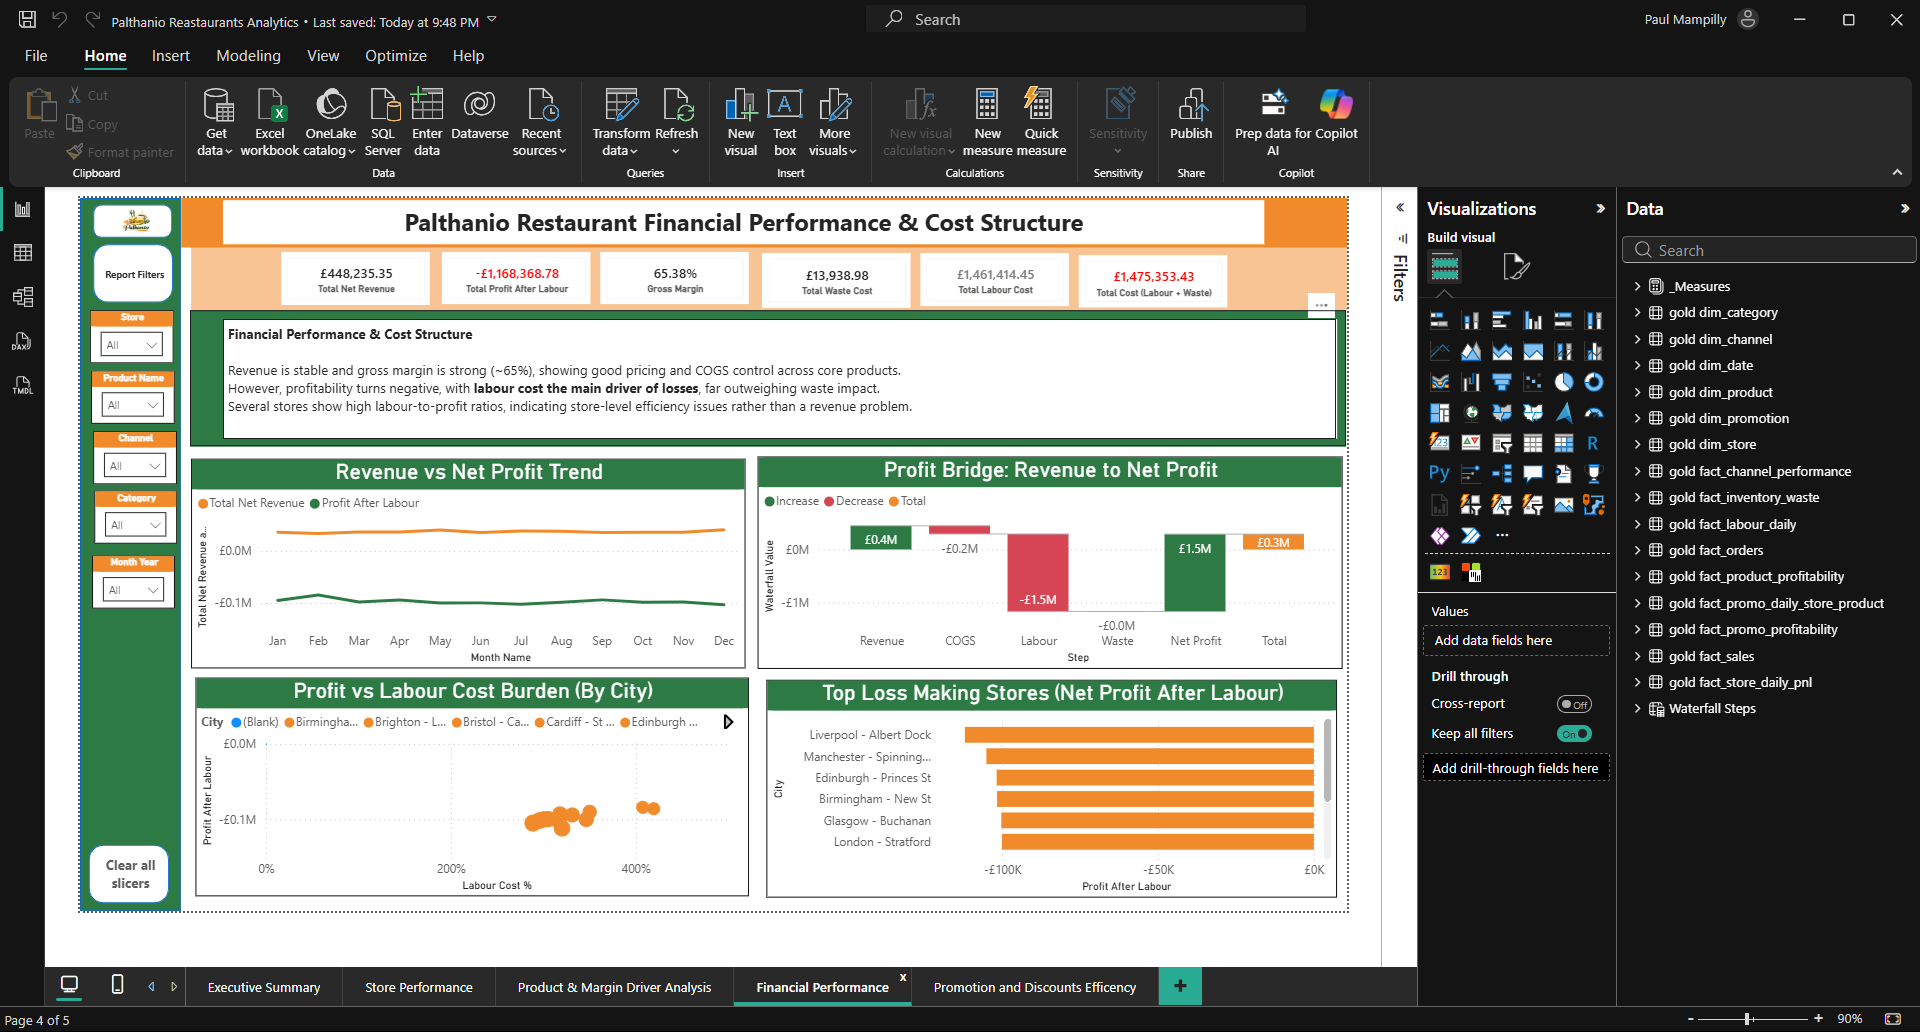 Palthanio Reastaurants Analytics • Last saved: Today at 9:48 PM
Search
Paul Mampilly
File
Home
Insert
Modeling
View
Optimize
Help
Paste
Cut
Copy
Format painter
Clipboard
Get data
Excel workbook
OneLake catalog
SQL Server
Enter data
Dataverse
Recent sources
Data
Transform data
Refresh
Queries
New visual
Text box
More visuals
Insert
New visual calculation
New measure
Quick measure
Calculations
Sensitivity
Sensitivity
Publish
Share
Prep data for AI
Copilot
Copilot
DAX
TMDL
Palthanio
Report Filters
Store
All
Product Name
All
Channel
All
Category
All
Month Year
All
Clear all slicers
Palthanio Restaurant Financial Performance & Cost Structure
£448,235.35
Total Net Revenue
-£1,168,368.78
Total Profit After Labour
65.38%
Gross Margin
£13,938.98
Total Waste Cost
£1,461,414.45
Total Labour Cost
£1,475,353.43
Total Cost (Labour + Waste)
Financial Performance & Cost Structure
Revenue is stable and gross margin is strong (~65%), showing good pricing and COGS control across core products.
However, profitability turns negative, with labour cost the main driver of losses, far outweighing waste impact.
Several stores show high labour-to-profit ratios, indicating store-level efficiency issues rather than a revenue problem.
Revenue vs Net Profit Trend
Total Net Revenue
Profit After Labour
Total Net Revenue a...
£0.0M
-£0.1M
Jan
Feb
Mar
Apr
May
Jun
Jul
Aug
Sep
Oct
Nov
Dec
Month Name
Profit Bridge: Revenue to Net Profit
Increase
Decrease
Total
Waterfall Value
£0M
-£1M
£0.4M
-£0.2M
-£1.5M
-£0.0M
£1.5M
£0.3M
Revenue
COGS
Labour
Waste
Net Profit
Total
Step
Profit vs Labour Cost Burden (By City)
City
(Blank)
Birmingha...
Brighton - L...
Bristol - Ca...
Cardiff - St ...
Edinburgh ...
Profit After Labour
£0.0M
-£0.1M
0%
200%
400%
Labour Cost %
Top Loss Making Stores (Net Profit After Labour)
City
Liverpool - Albert Dock
Manchester - Spinning...
Edinburgh - Princes St
Birmingham - New St
Glasgow - Buchanan
London - Stratford
-£100K
-£50K
£0K
Profit After Labour
Filters
Visualizations
Build visual
123
R
Py
...
123
Values
Add data fields here
Drill through
Cross-report
Off
Keep all filters
On
Add drill-through fields here
Data
Search
_Measures
gold dim_category
gold dim_channel
gold dim_date
gold dim_product
gold dim_promotion
gold dim_store
gold fact_channel_performance
gold fact_inventory_waste
gold fact_labour_daily
gold fact_orders
gold fact_product_profitability
gold fact_promo_daily_store_product
gold fact_promo_profitability
gold fact_sales
gold fact_store_daily_pnl
Waterfall Steps
Executive Summary
Store Performance
Product & Margin Driver Analysis
Financial Performance
x
Promotion and Discounts Efficency
+
Page 4 of 5
- + 90%